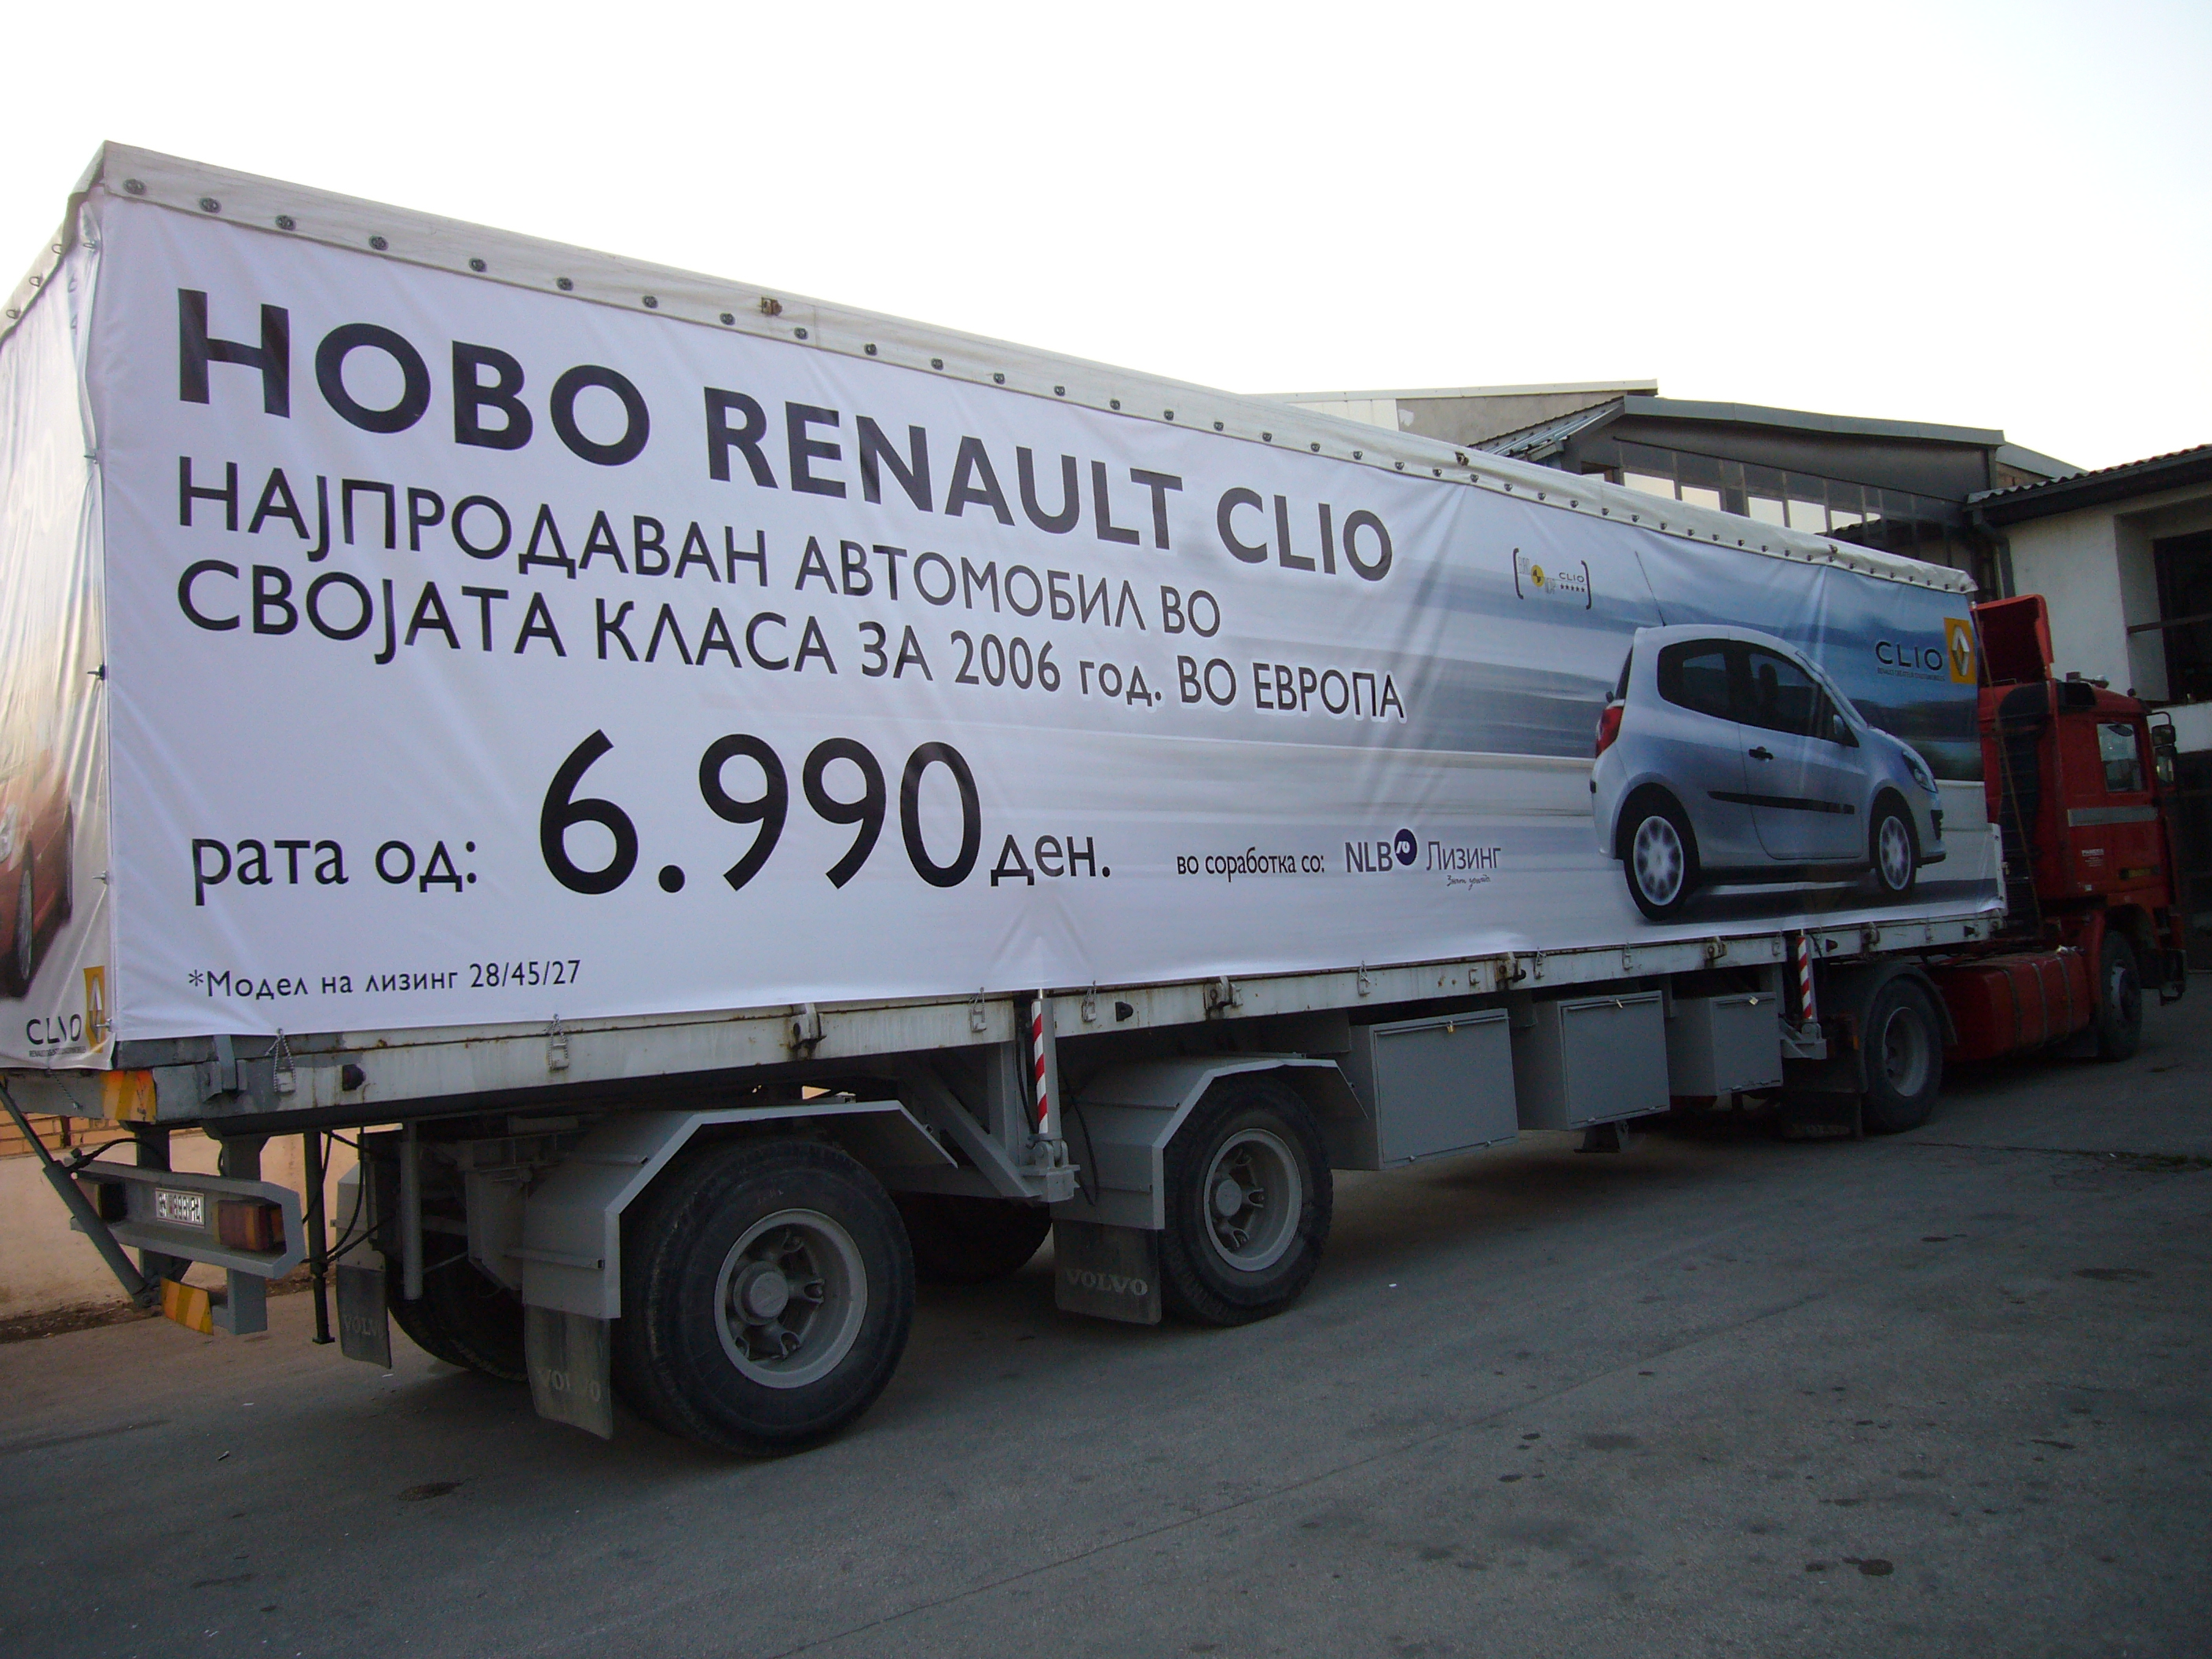 НОВО RENAULT CLIO
НАЈПРОДАВАН АВТОМОБИЛ ВО
СВОЈАТА КЛАСА ЗА 2006 год. ВО ЕВРОПА
рата од: 6.990 ден.
во соработка со: NLB Лизинг
*Модел на лизинг 28/45/27
CLIO
CLIO
CLIO
VOLVO
VOLVO
VOLVO